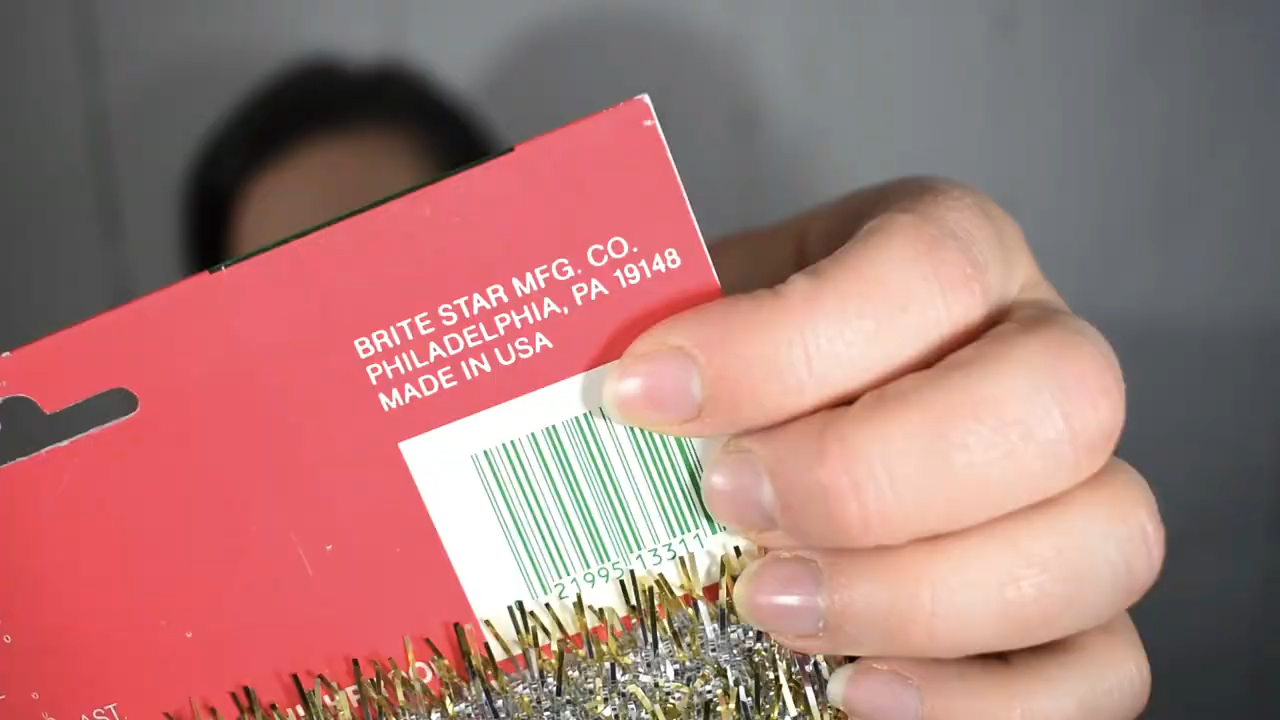 BRITE STAR MFG. CO.
PHILADELPHIA, PA 19148
MADE IN USA
21995 13311